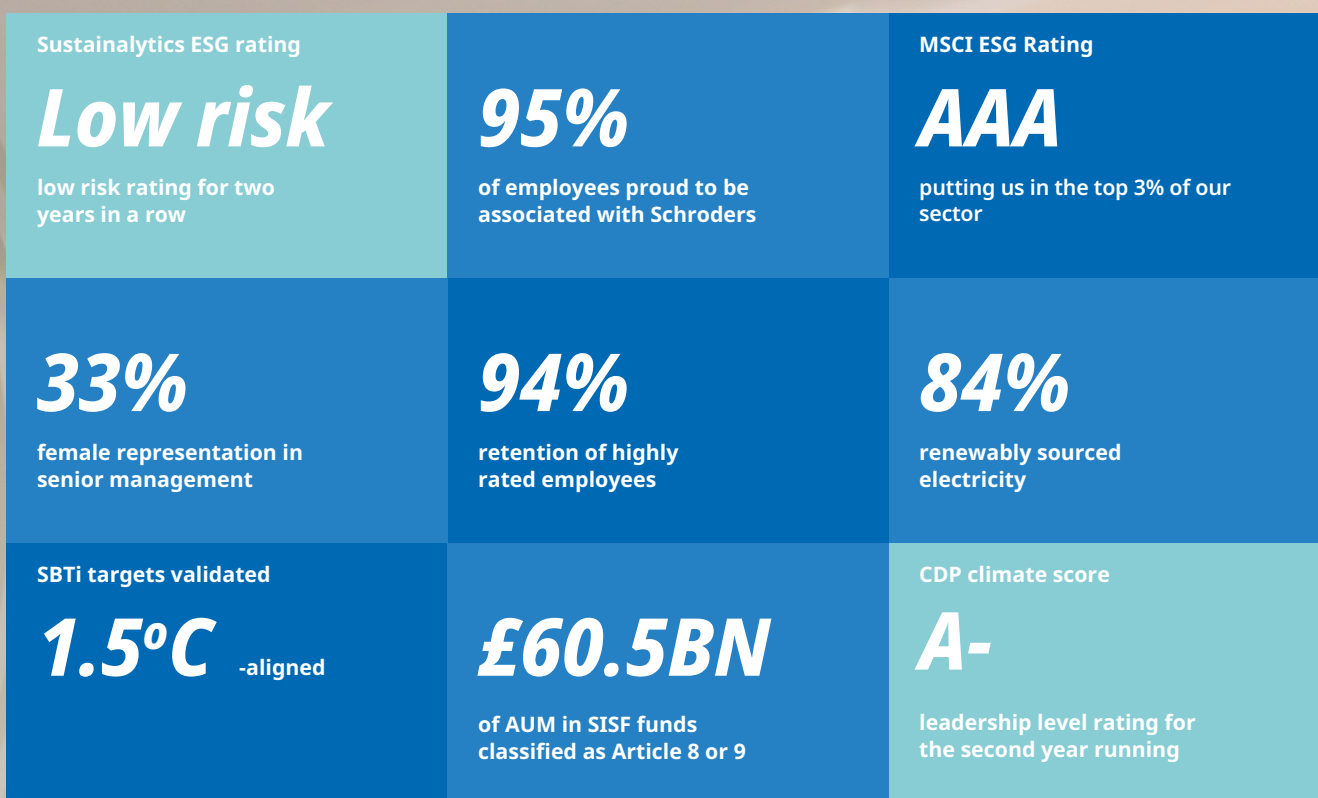 Sustainalytics ESG rating
Low risk
low risk rating for two
years in a row
95%
of employees proud to be
associated with Schroders
MSCI ESG Rating
AAA
putting us in the top 3% of our
sector
33%
female representation in
senior management
94%
retention of highly
rated employees
84%
renewably sourced
electricity
SBTi targets validated
1.5ºC -aligned
£60.5BN
of AUM in SISF funds
classified as Article 8 or 9
CDP climate score
A-
leadership level rating for
the second year running